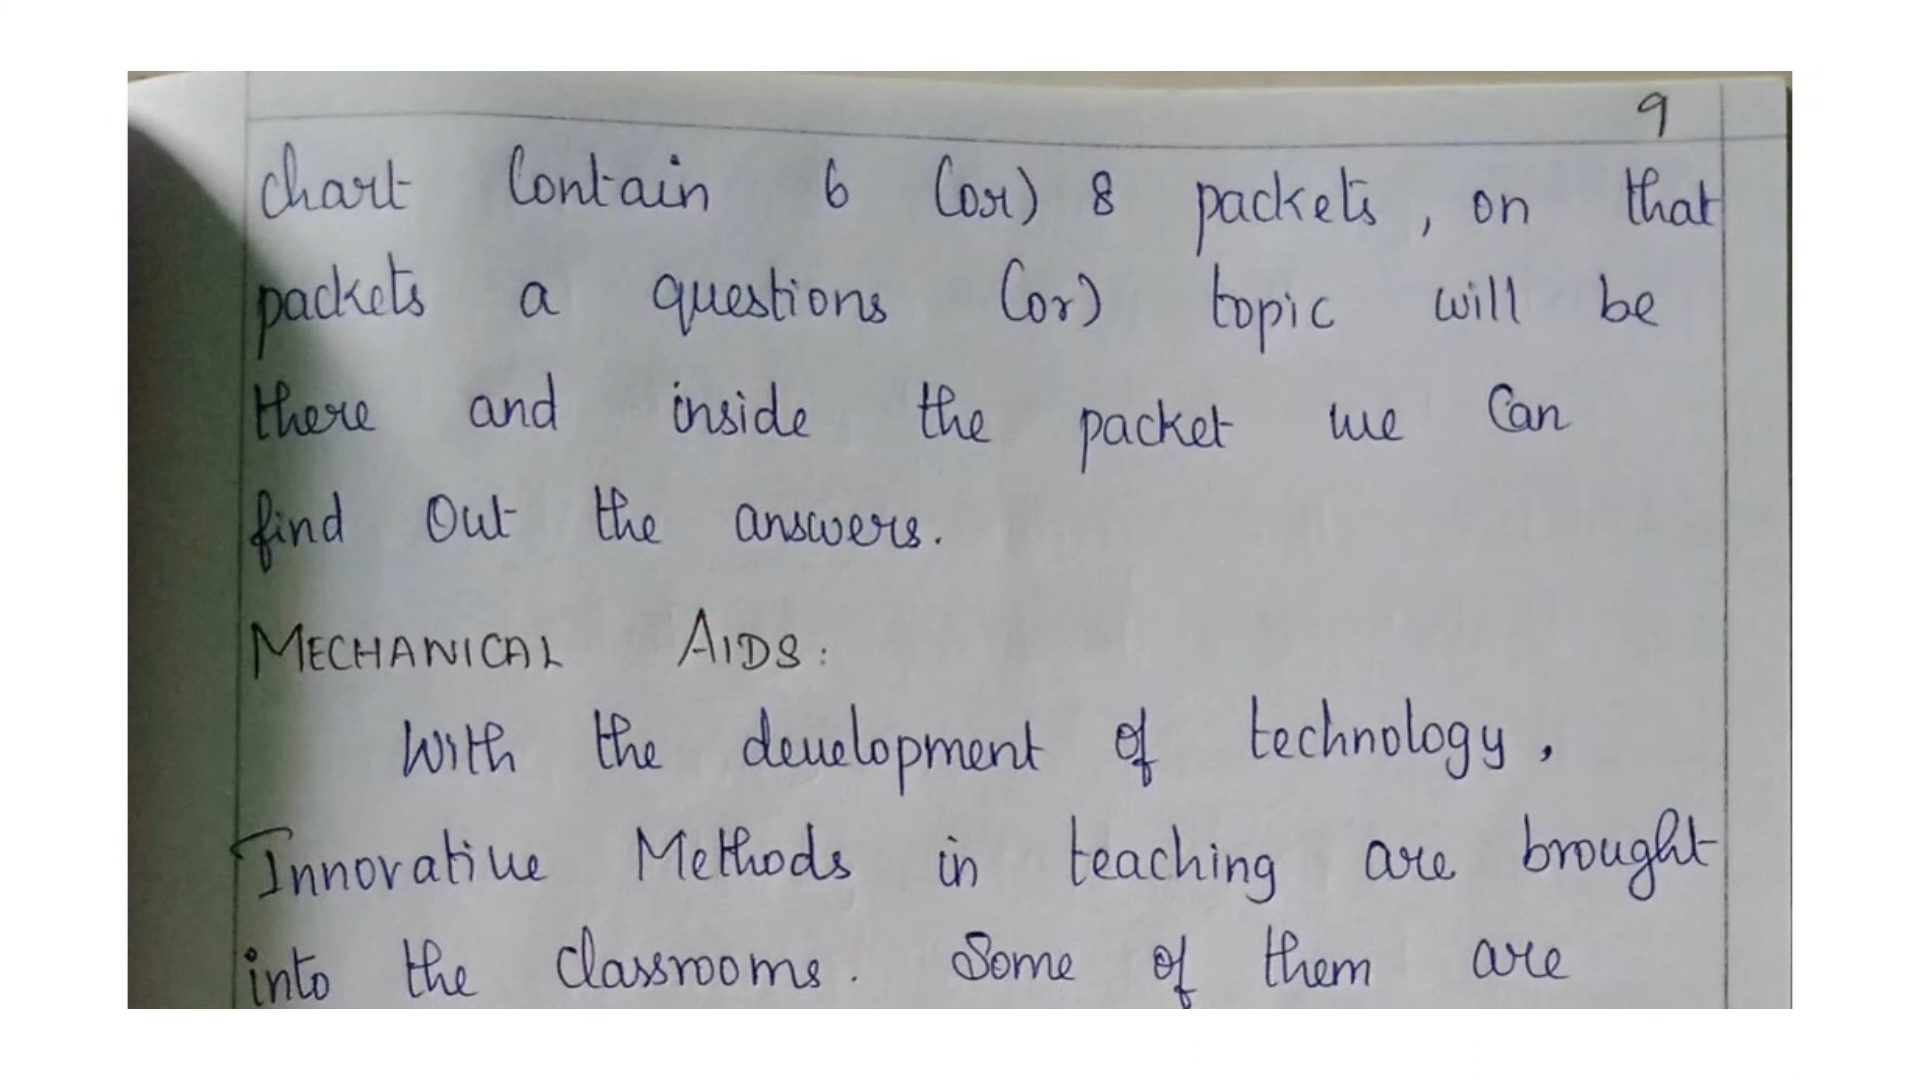 9
chart Contain 6 (or) 8 packets, on that
packets a questions (or) topic will be
there and inside the packet we Can
find Out the answers.
MECHANICAL AIDS:
With the development of technology,
Innovative Methods in teaching are brought
into the classrooms. Some of them are